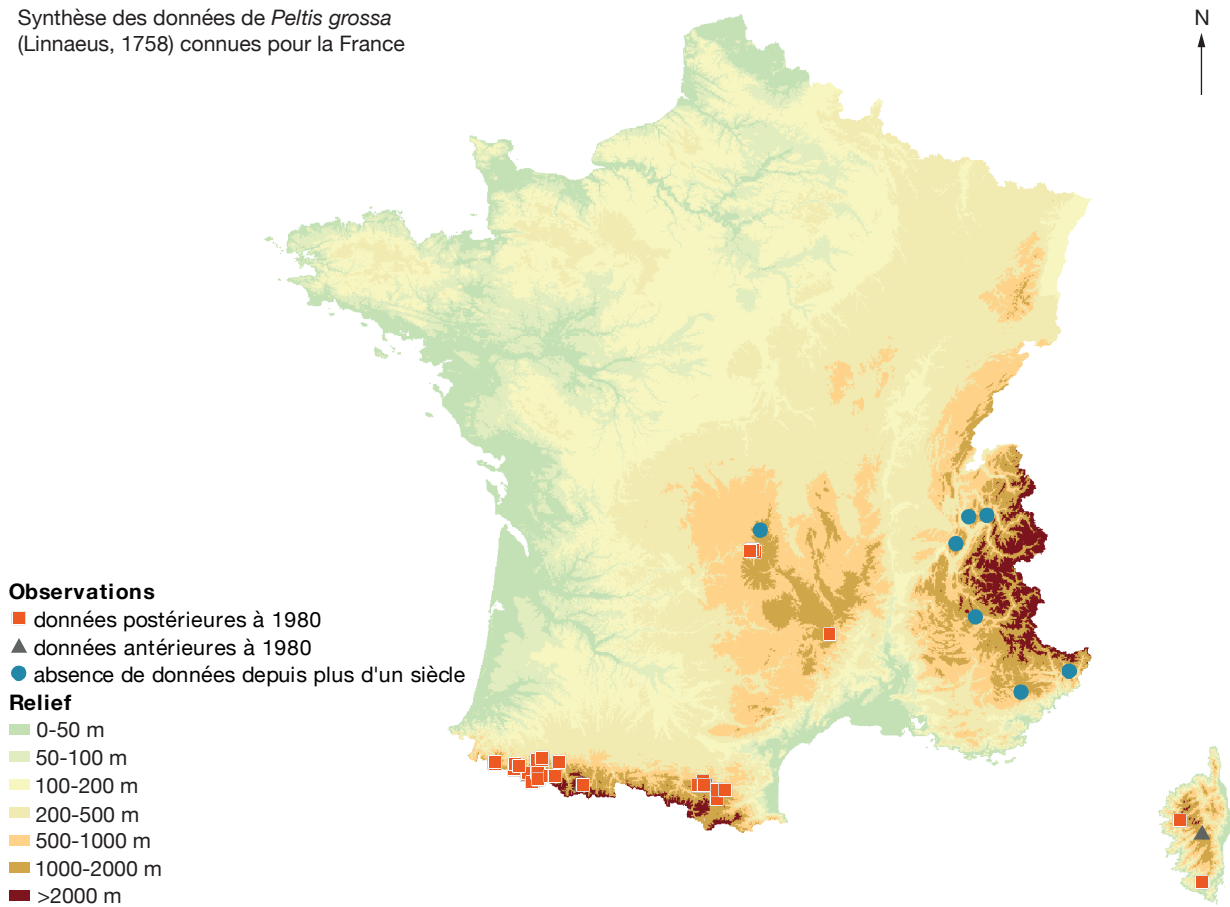 Synthèse des données de Peltis grossa
(Linnaeus, 1758) connues pour la France
N
Observations
données postérieures à 1980
données antérieures à 1980
absence de données depuis plus d'un siècle
Relief
0-50 m
50-100 m
100-200 m
200-500 m
500-1000 m
1000-2000 m
>2000 m